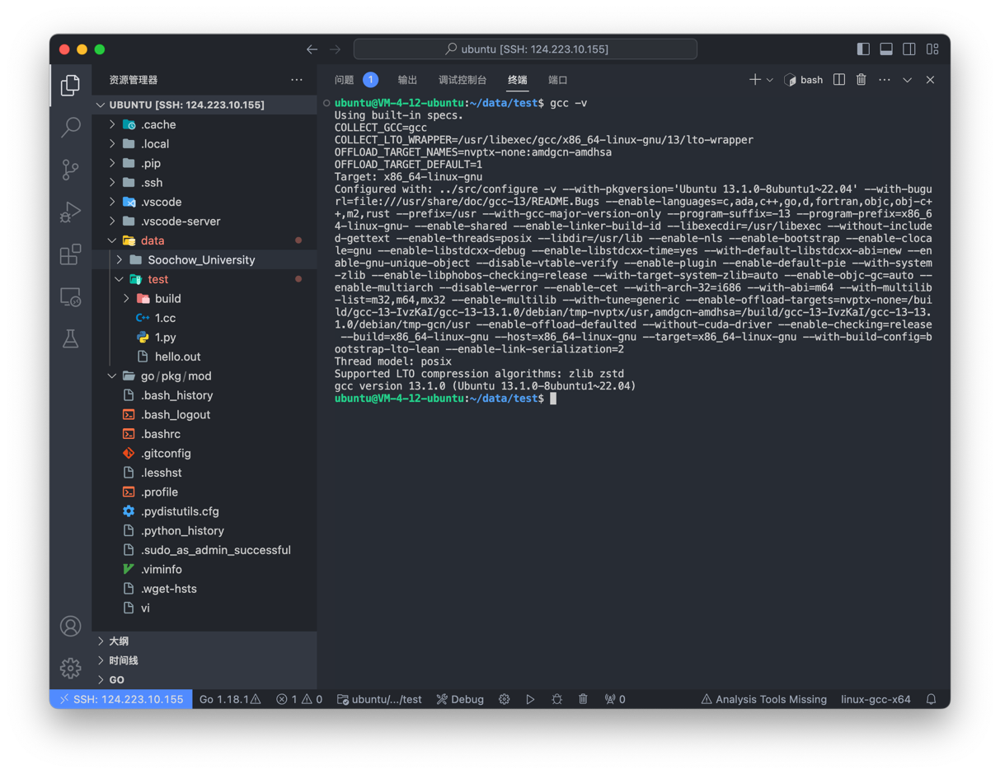 ubuntu [SSH: 124.223.10.155]
资源管理器
UBUNTU [SSH: 124.223.10.155]
.cache
.local
.pip
.ssh
.vscode
.vscode-server
data
Soochow_University
test
build
1.cc
1.py
hello.out
go/pkg/mod
.bash_history
.bash_logout
.bashrc
.gitconfig
.lesshst
.profile
.pydistutils.cfg
.python_history
.sudo_as_admin_successful
.viminfo
.wget-hsts
vi
大纲
时间线
GO
问题 1 输出 调试控制台 终端 端口 bash
ubuntu@VM-4-12-ubuntu:~/data/test$ gcc -v
Using built-in specs.
COLLECT_GCC=gcc
COLLECT_LTO_WRAPPER=/usr/libexec/gcc/x86_64-linux-gnu/13/lto-wrapper
OFFLOAD_TARGET_NAMES=nvptx-none:amdgcn-amdhsa
OFFLOAD_TARGET_DEFAULT=1
Target: x86_64-linux-gnu
Configured with: ../src/configure -v --with-pkgversion='Ubuntu 13.1.0-8ubuntu1~22.04' --with-bugu
rl=file:///usr/share/doc/gcc-13/README.Bugs --enable-languages=c,ada,c++,go,d,fortran,objc,obj-c+
+,m2,rust --prefix=/usr --with-gcc-major-version-only --program-suffix=-13 --program-prefix=x86_6
4-linux-gnu- --enable-shared --enable-linker-build-id --libexecdir=/usr/libexec --without-include
d-gettext --enable-threads=posix --libdir=/usr/lib --enable-nls --enable-bootstrap --enable-cloca
le=gnu --enable-libstdcxx-debug --enable-libstdcxx-time=yes --with-default-libstdcxx-abi=new --en
able-gnu-unique-object --disable-vtable-verify --enable-plugin --enable-default-pie --with-system
-zlib --enable-libphobos-checking=release --with-target-system-zlib=auto --enable-objc-gc=auto --
enable-multiarch --disable-werror --enable-cet --with-arch-32=i686 --with-abi=m64 --with-multilib
-list=m32,m64,mx32 --enable-multilib --with-tune=generic --enable-offload-targets=nvptx-none=/bui
ld/gcc-13-IvzKaI/gcc-13-13.1.0/debian/tmp-nvptx/usr,amdgcn-amdhsa=/build/gcc-13-IvzKaI/gcc-13-13.
1.0/debian/tmp-gcn/usr --enable-offload-defaulted --without-cuda-driver --enable-checking=release
--build=x86_64-linux-gnu --host=x86_64-linux-gnu --target=x86_64-linux-gnu --with-build-config=b
ootstrap-lto-lean --enable-link-serialization=2
Thread model: posix
Supported LTO compression algorithms: zlib zstd
gcc version 13.1.0 (Ubuntu 13.1.0-8ubuntu1~22.04)
ubuntu@VM-4-12-ubuntu:~/data/test$
SSH: 124.223.10.155 Go 1.18.1 1 0 ubuntu/.../test Debug 0 Analysis Tools Missing linux-gcc-x64